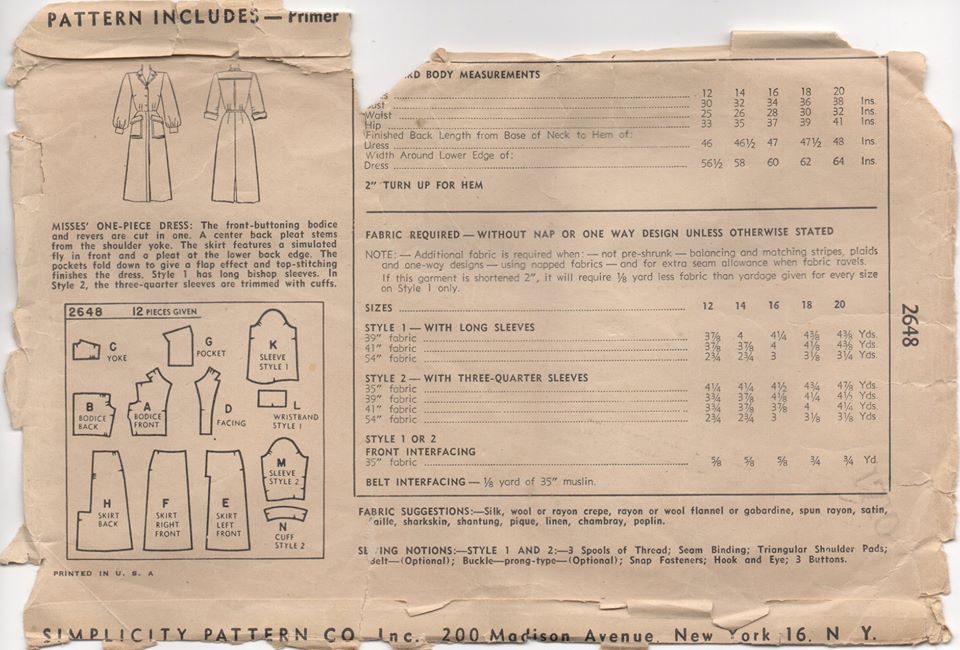 PATTERN INCLUDES — Primer
MISSES' ONE-PIECE DRESS: The front-buttoning bodice
and revers are cut in one. A center back pleat stems
from the shoulder yoke. The skirt features a simulated
fly in front and a pleat at the lower back edge. The
pockets fold down to give a flap effect and top-stitching
finishes the dress. Style 1 has long bishop sleeves. In
Style 2, the three-quarter sleeves are trimmed with cuffs.
2648 12 PIECES GIVEN
C
YOKE
G
POCKET
K
SLEEVE
STYLE 1
B
BODICE
BACK
A
BODICE
FRONT
D
FACING
L
WRISTBAND
STYLE 1
H
SKIRT
BACK
F
SKIRT
RIGHT
FRONT
E
SKIRT
LEFT
FRONT
M
SLEEVE
STYLE 2
N
CUFF
STYLE 2
PRINTED IN U. S. A
RD BODY MEASUREMENTS
es 12 14 16 18 20
ust 30 32 34 36 38 Ins.
Waist 25 26 28 30 32 Ins.
Hip 33 35 37 39 41 Ins.
Finished Back Length from Base of Neck to Hem of:
Dress 46 46½ 47 47½ 48 Ins.
Width Around Lower Edge of:
Dress 56½ 58 60 62 64 Ins.
2" TURN UP FOR HEM
FABRIC REQUIRED — WITHOUT NAP OR ONE WAY DESIGN UNLESS OTHERWISE STATED
NOTE: — Additional fabric is required when: — not pre-shrunk — balancing and matching stripes, plaids
and one-way designs — using napped fabrics — and for extra seam allowance when fabric ravels.
If this garment is shortened 2", it will require ⅛ yard less fabric than yardage given for every size
on Style 1 only.
SIZES 12 14 16 18 20
STYLE 1 — WITH LONG SLEEVES
39" fabric 3⅞ 4 4¼ 4⅜ 4⅜ Yds.
41" fabric 3⅞ 3⅞ 4 4⅛ 4⅜ Yds.
54" fabric 2¾ 2¾ 3 3⅛ 3¼ Yds.
STYLE 2 — WITH THREE-QUARTER SLEEVES
35" fabric 4¼ 4¼ 4½ 4¾ 4⅞ Yds.
39" fabric 3¾ 3⅞ 4⅛ 4¼ 4½ Yds.
41" fabric 3¾ 3⅞ 3⅞ 4 4¼ Yds.
54" fabric 2¾ 2¾ 3 3⅛ 3⅛ Yds.
STYLE 1 OR 2
FRONT INTERFACING
35" fabric ⅝ ⅝ ⅝ ¾ ¾ Yd.
BELT INTERFACING — ⅛ yard of 35" muslin.
2648
FABRIC SUGGESTIONS:—Silk, wool or rayon crepe, rayon or wool flannel or gabardine, spun rayon, satin,
faille, sharkskin, shantung, pique, linen, chambray, poplin.
SEWING NOTIONS:—STYLE 1 AND 2:—3 Spools of Thread; Seam Binding; Triangular Shoulder Pads;
Belt—(Optional); Buckle—prong-type—(Optional); Snap Fasteners; Hook and Eye; 3 Buttons.
SIMPLICITY PATTERN CO Inc. 200 Madison Avenue, New York 16, N Y.